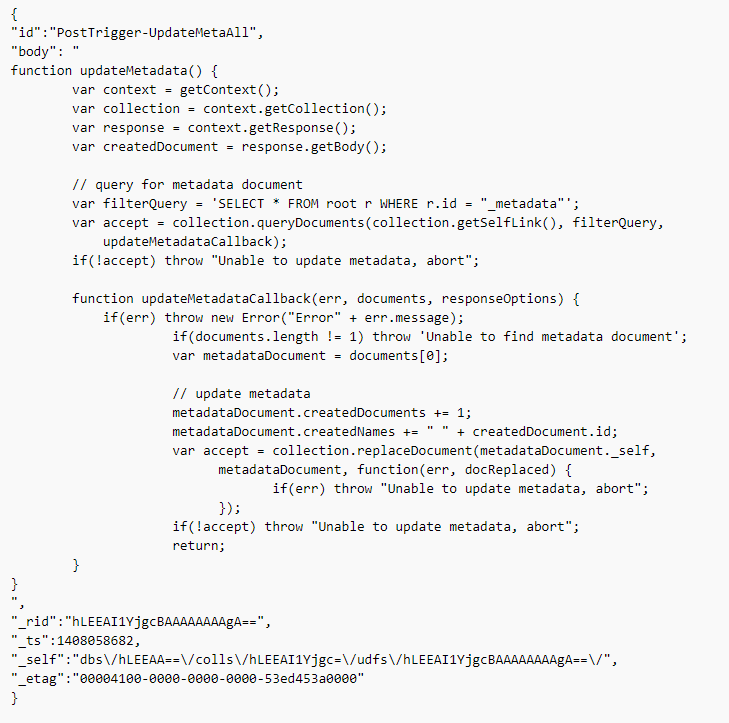 {
"id":"PostTrigger-UpdateMetaAll",
"body": "
function updateMetadata() {
        var context = getContext();
        var collection = context.getCollection();
        var response = context.getResponse();
        var createdDocument = response.getBody();

        // query for metadata document
        var filterQuery = 'SELECT * FROM root r WHERE r.id = "_metadata"';
        var accept = collection.queryDocuments(collection.getSelfLink(), filterQuery,
            updateMetadataCallback);
        if(!accept) throw "Unable to update metadata, abort";

        function updateMetadataCallback(err, documents, responseOptions) {
            if(err) throw new Error("Error" + err.message);
                     if(documents.length != 1) throw 'Unable to find metadata document';
                     var metadataDocument = documents[0];

                     // update metadata
                     metadataDocument.createdDocuments += 1;
                     metadataDocument.createdNames += " " + createdDocument.id;
                     var accept = collection.replaceDocument(metadataDocument._self,
                           metadataDocument, function(err, docReplaced) {
                                  if(err) throw "Unable to update metadata, abort";
                           });
                     if(!accept) throw "Unable to update metadata, abort";
                     return;
        }
}
",
"_rid":"hLEEAI1YjgcBAAAAAAAAgA==",
"_ts":1408058682,
"_self":"dbs\/hLEEAA==\/colls\/hLEEAI1Yjgc=\/udfs\/hLEEAI1YjgcBAAAAAAAAgA==\/",
"_etag":"00004100-0000-0000-0000-53ed453a0000"
}